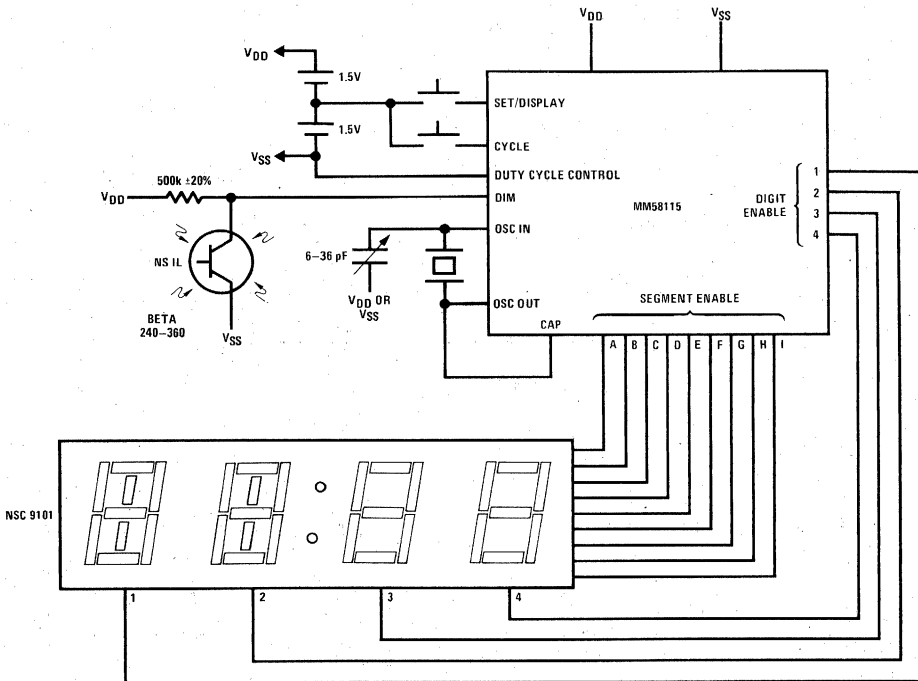 VDD
VSS
VDD
1.5V
1.5V
VSS
SET/DISPLAY
CYCLE
DUTY CYCLE CONTROL
DIM
OSC IN
OSC OUT
CAP
MM58115
DIGIT
ENABLE
1
2
3
4
SEGMENT ENABLE
A B C D E F G H I
500k ±20%
VDD
NS IL
BETA
240–360
VSS
6–36 pF
VDD OR
VSS
NSC 9101
1
2
3
4